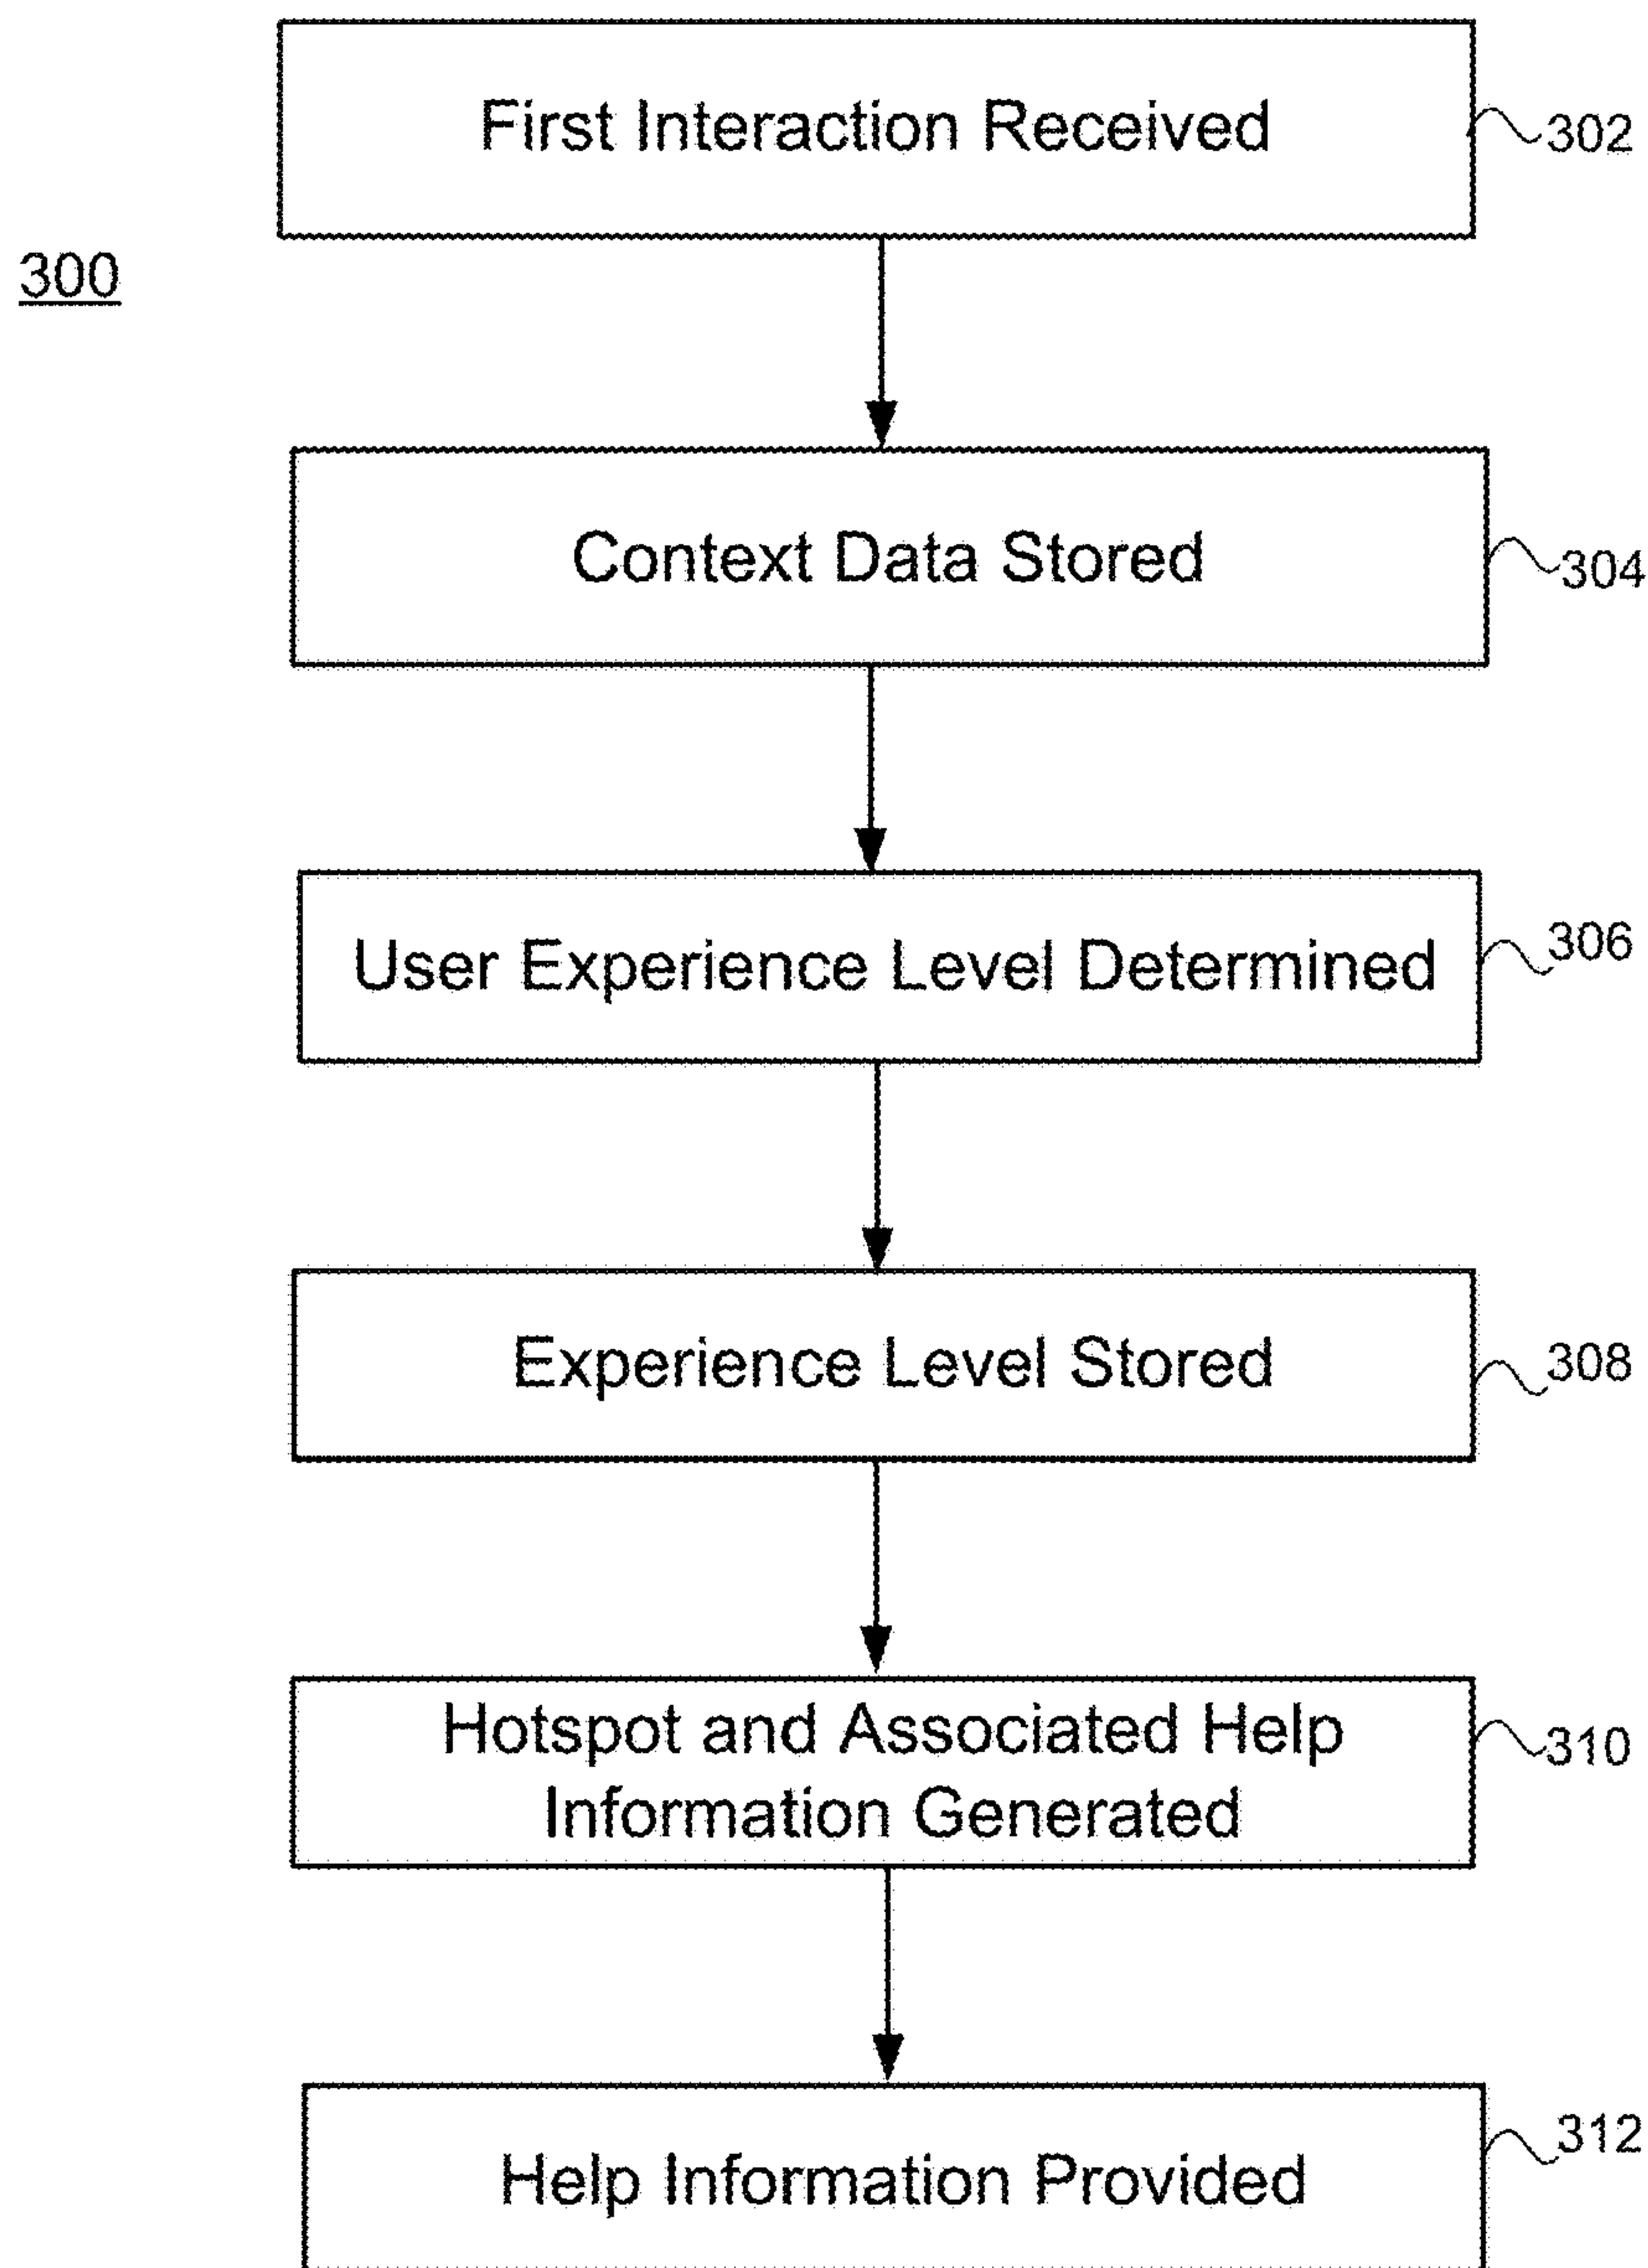 First Interaction Received
302
300
Context Data Stored
304
User Experience Level Determined
306
Experience Level Stored
308
Hotspot and Associated Help
Information Generated
310
Help Information Provided
312